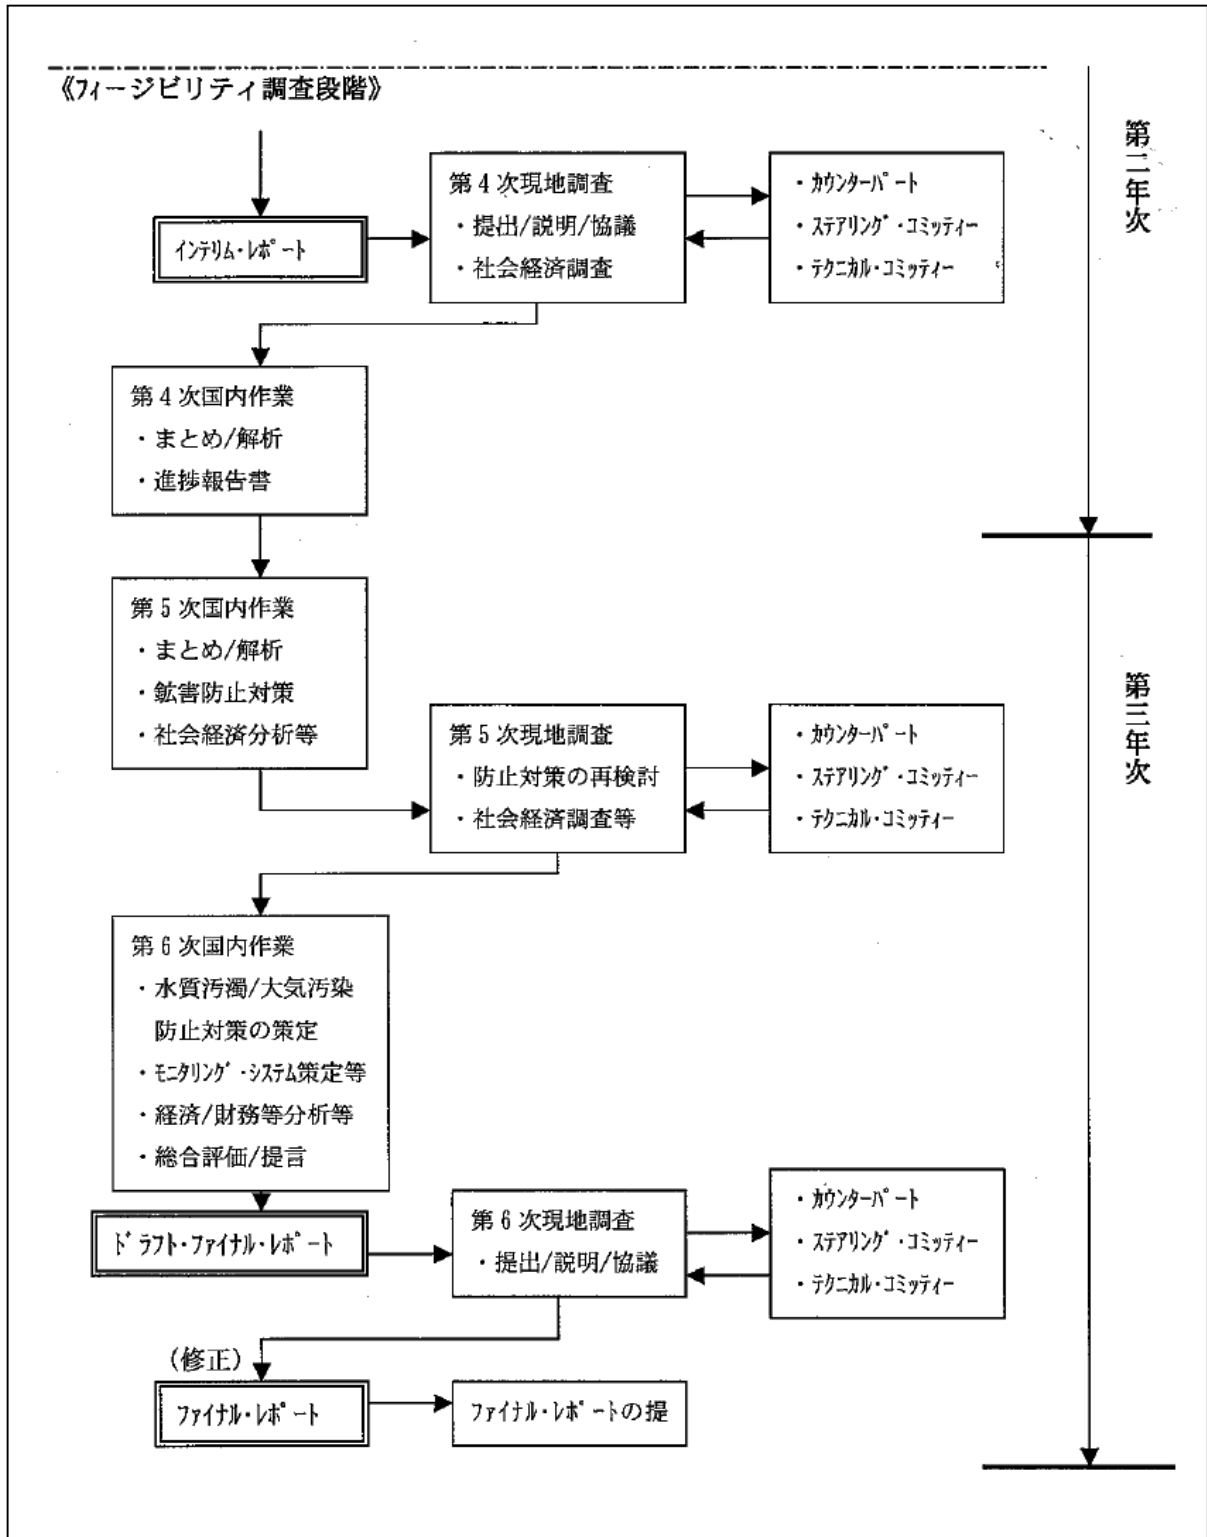 《フィージビリティ調査段階》
第二年次
第4次現地調査
・提出/説明/協議
・社会経済調査
・カウンターパート
・ステアリング・コミッティー
・テクニカル・コミッティー
インテリム・レポート
第4次国内作業
・まとめ/解析
・進捗報告書
第5次国内作業
・まとめ/解析
・鉱害防止対策
・社会経済分析等
第三年次
第5次現地調査
・防止対策の再検討
・社会経済調査等
・カウンターパート
・ステアリング・コミッティー
・テクニカル・コミッティー
第6次国内作業
・水質汚濁/大気汚染
防止対策の策定
・モニタリング・システム策定等
・経済/財務等分析等
・総合評価/提言
ドラフト・ファイナル・レポート
第6次現地調査
・提出/説明/協議
・カウンターパート
・ステアリング・コミッティー
・テクニカル・コミッティー
(修正)
ファイナル・レポート
ファイナル・レポートの提